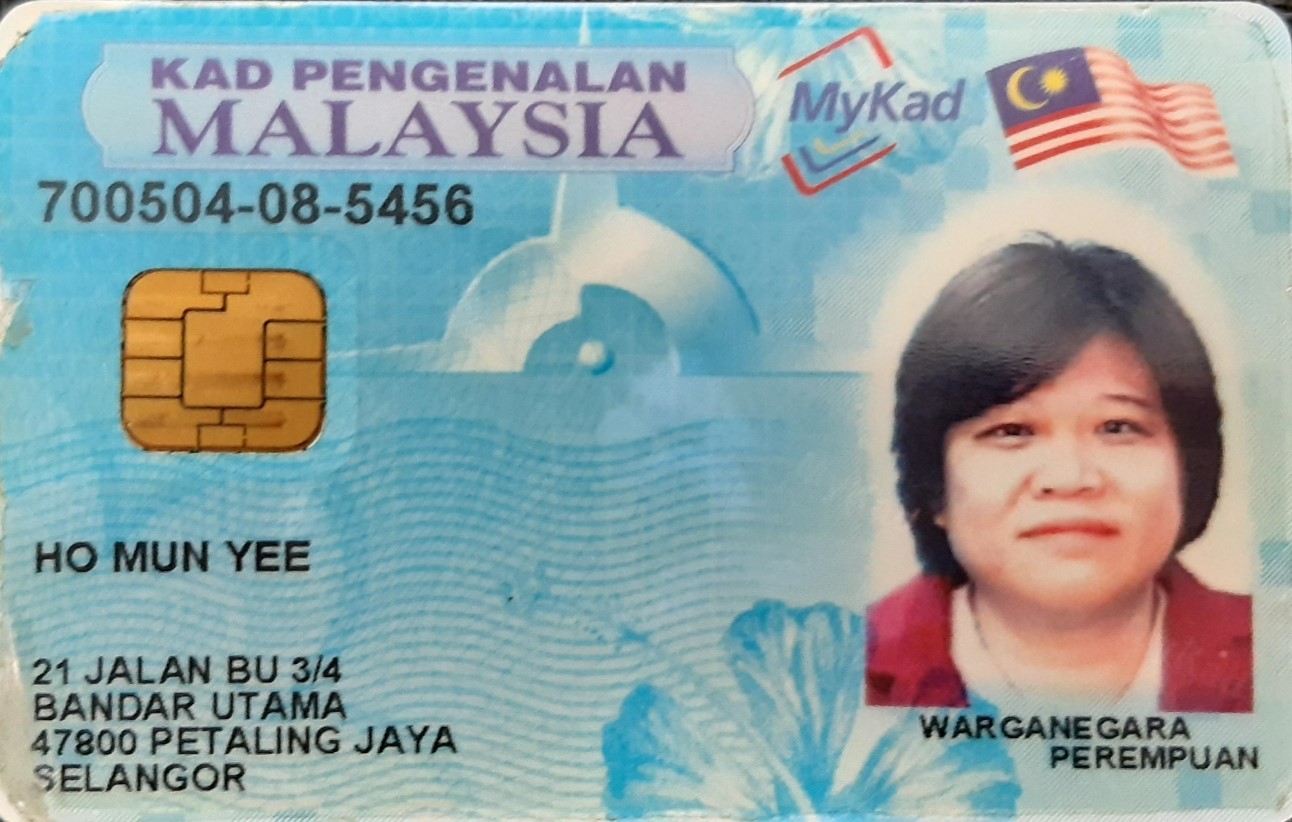 KAD PENGENALAN
MALAYSIA
MyKad
700504-08-5456
HO MUN YEE
21 JALAN BU 3/4
BANDAR UTAMA
47800 PETALING JAYA
SELANGOR
WARGANEGARA
PEREMPUAN